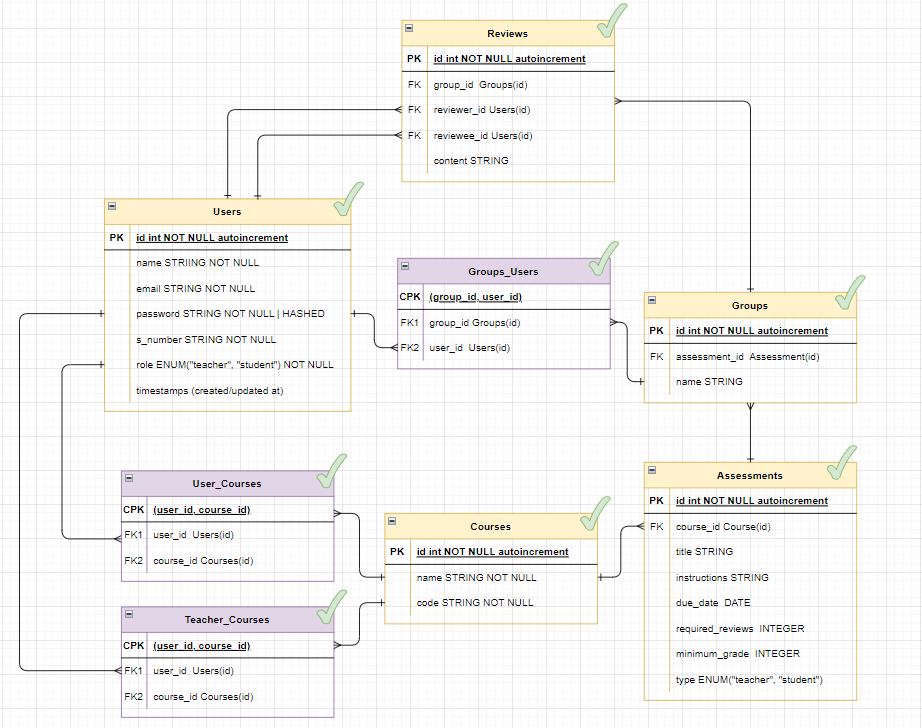 Reviews
PK id int NOT NULL autoincrement
FK group_id Groups(id)
FK reviewer_id Users(id)
FK reviewee_id Users(id)
content STRING
Users
PK id int NOT NULL autoincrement
name STRIING NOT NULL
email STRING NOT NULL
password STRING NOT NULL | HASHED
s_number STRING NOT NULL
role ENUM("teacher", "student") NOT NULL
timestamps (created/updated at)
Groups_Users
CPK (group_id, user_id)
FK1 group_id Groups(id)
FK2 user_id Users(id)
Groups
PK id int NOT NULL autoincrement
FK assessment_id Assessment(id)
name STRING
User_Courses
CPK (user_id, course_id)
FK1 user_id Users(id)
FK2 course_id Courses(id)
Courses
PK id int NOT NULL autoincrement
name STRING NOT NULL
code STRING NOT NULL
Assessments
PK id int NOT NULL autoincrement
FK course_id Course(id)
title STRING
instructions STRING
due_date DATE
required_reviews INTEGER
minimum_grade INTEGER
type ENUM("teacher", "student")
Teacher_Courses
CPK (user_id, course_id)
FK1 user_id Users(id)
FK2 course_id Courses(id)